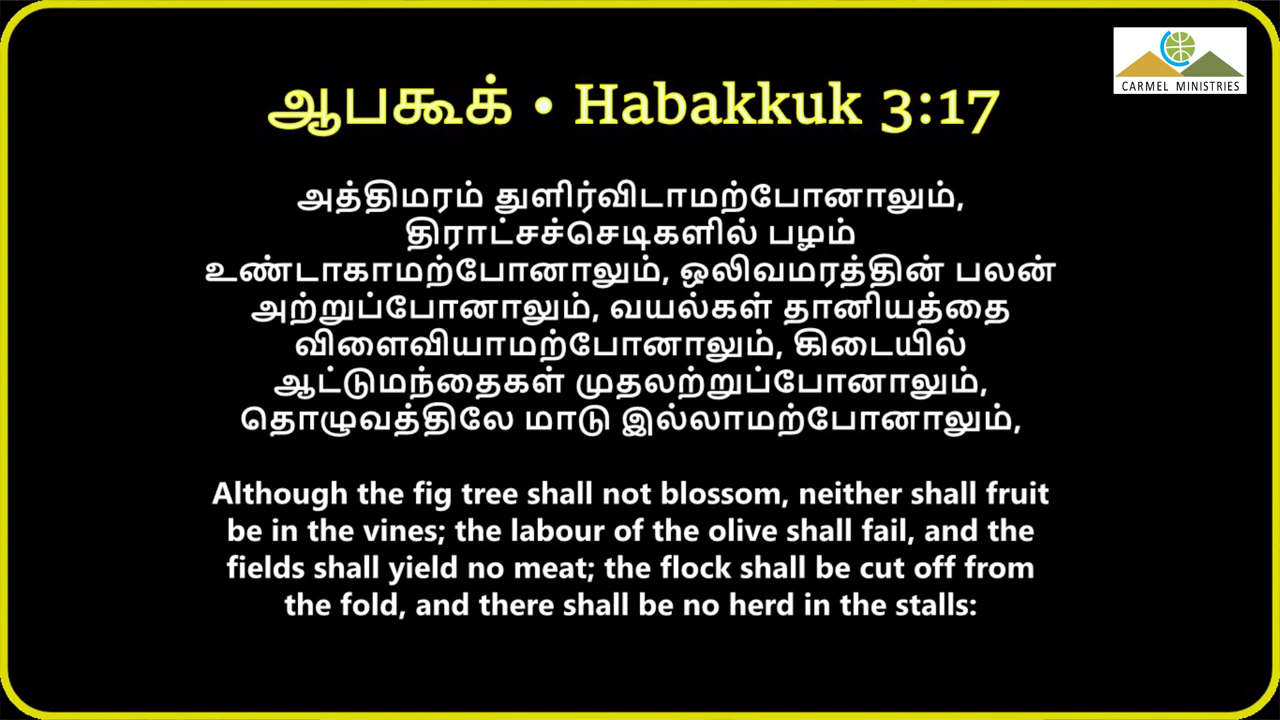 CARMEL MINISTRIES
ஆபகூக் • Habakkuk 3:17
அத்திமரம் துளிர்விடாமற்போனாலும்,
திராட்சச்செடிகளில் பழம்
உண்டாகாமற்போனாலும், ஒலிவமரத்தின் பலன்
அற்றுப்போனாலும், வயல்கள் தானியத்தை
விளைவியாமற்போனாலும், கிடையில்
ஆட்டுமந்தைகள் முதலற்றுப்போனாலும்,
தொழுவத்திலே மாடு இல்லாமற்போனாலும்,
Although the fig tree shall not blossom, neither shall fruit
be in the vines; the labour of the olive shall fail, and the
fields shall yield no meat; the flock shall be cut off from
the fold, and there shall be no herd in the stalls: